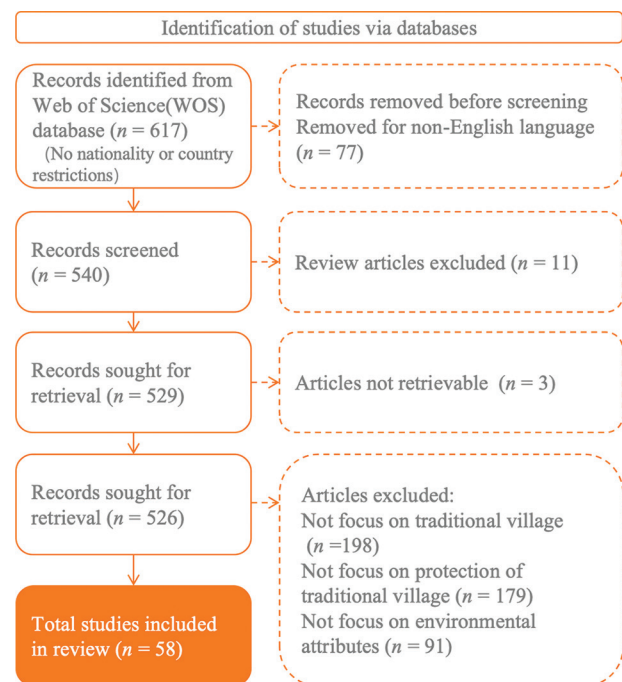 Identification of studies via databases
Records identified from
Web of Science(WOS)
database (n = 617)
(No nationality or country
restrictions)
Records removed before screening
Removed for non-English language
(n = 77)
Records screened
(n = 540)
Review articles excluded (n = 11)
Records sought for
retrieval (n = 529)
Articles not retrievable (n = 3)
Records sought for
retrieval (n = 526)
Articles excluded:
Not focus on traditional village
(n =198)
Not focus on protection of
traditional village (n = 179)
Not focus on environmental
attributes (n = 91)
Total studies included
in review (n = 58)